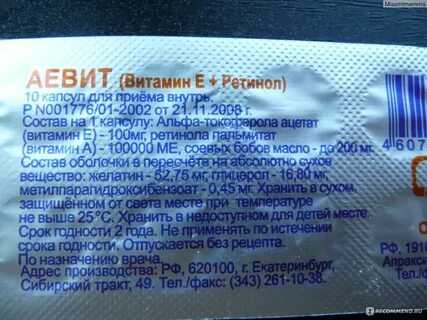 Muumimamma
АЕВИТ (Витамин Е + Ретинол)
10 капсул для приёма внутрь.
Р N001776/01-2002 от 21.11.2008 г.
Состав на 1 капсулу: Альфа-токоферола ацетат
(витамин Е) - 100мг, ретинола пальмитат
(витамин А) - 100000 МЕ, соевых бобов масло - до 200 мг.
Состав оболочки в пересчёте на абсолютно сухое
вещество: желатин - 52,75 мг, глицерол - 16,80 мг,
метилпарагидроксибензоат - 0,45 мг. Хранить в сухом,
защищённом от света месте при температуре
не выше 25°С. Хранить в недоступном для детей месте.
Срок годности 2 года. Не применять по истечении
срока годности. Отпускается без рецепта.
По назначению врача.
Адрес производства: РФ, 620100, г. Екатеринбург,
Сибирский тракт, 49. Тел./факс: (343) 261-10-38.
4 607
РФ, 1910
Апракси
Тел./фа
IRECOMMEND.RU